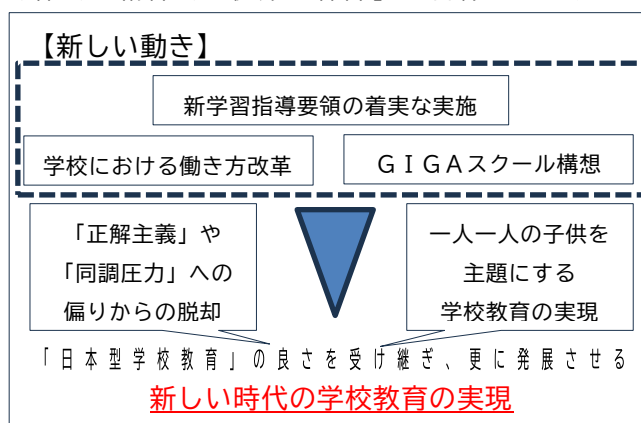 【新しい動き】
新学習指導要領の着実な実施
学校における働き方改革
GIGAスクール構想
「正解主義」や
「同調圧力」への
偏りからの脱却
一人一人の子供を
主題にする
学校教育の実現
「日本型学校教育」の良さを受け継ぎ、更に発展させる
新しい時代の学校教育の実現